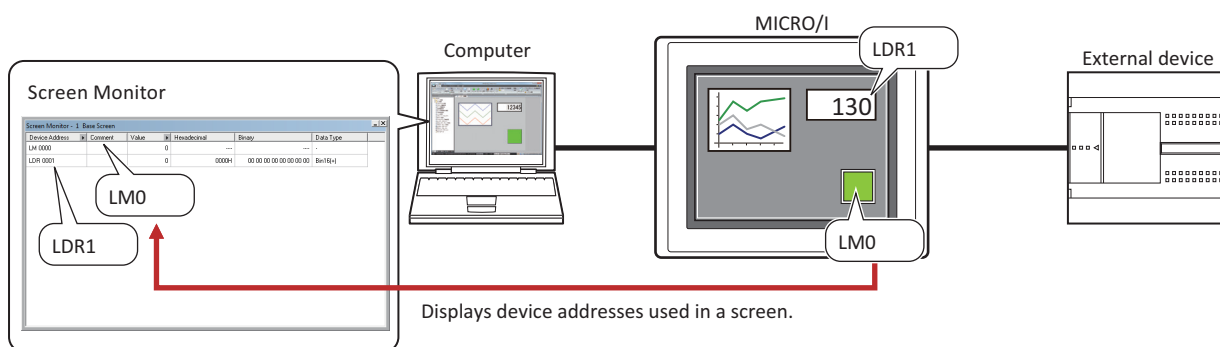 MICRO/I
Computer
LDR1
External device
Screen Monitor
130
12345
Screen Monitor - 1 Base Screen
Device Address Comment Value Hexadecimal Binary Data Type
LM 0000 0 --- --- -
LDR 0001 0 0000H 00 00 00 00 00 00 00 00 Bin16(+)
LM0
LDR1
LM0
Displays device addresses used in a screen.